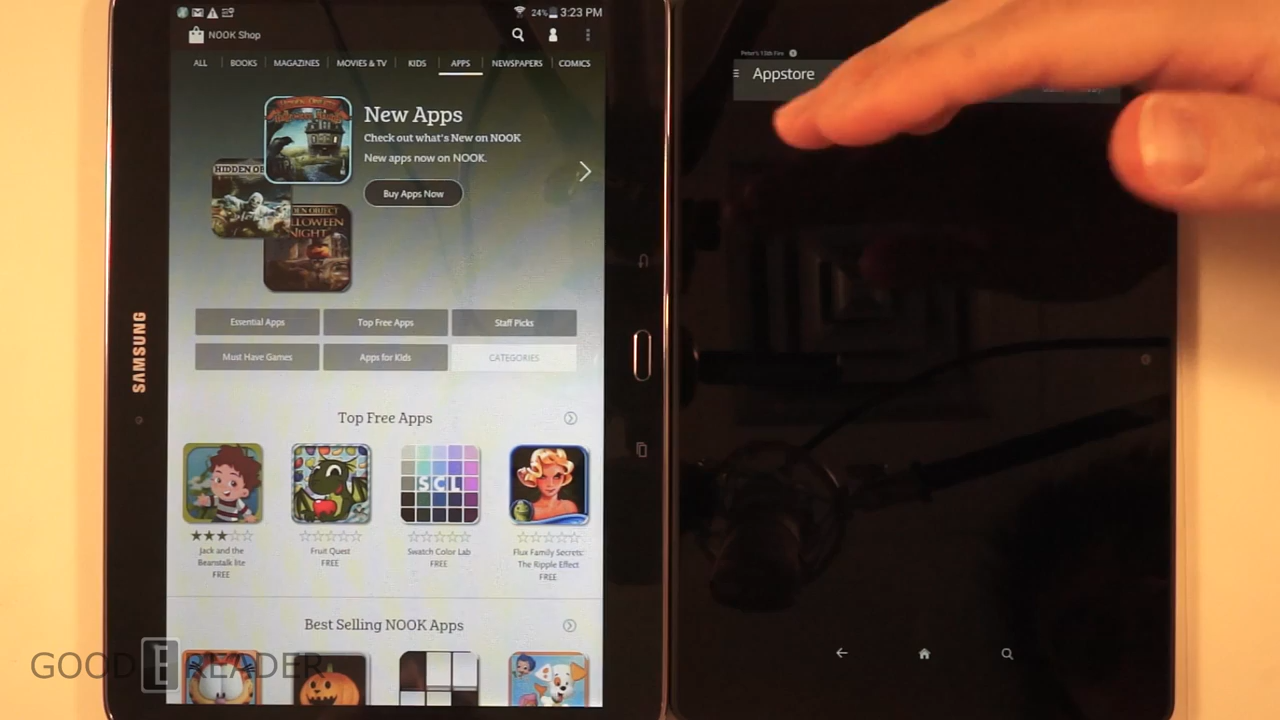 24%
3:23 PM
NOOK Shop
ALL
BOOKS
MAGAZINES
MOVIES & TV
KIDS
APPS
NEWSPAPERS
COMICS
New Apps
Check out what's New on NOOK
New apps now on NOOK.
Buy Apps Now
HIDDEN OB
DEN OBJECT
LLOWEEN
NIGHT
Essential Apps
Top Free Apps
Staff Picks
Must Have Games
Apps for Kids
CATEGORIES
Top Free Apps
SCL
Jack and the
Beanstalk lite
FREE
Fruit Quest
FREE
Swatch Color Lab
FREE
Flux Family Secrets:
The Ripple Effect
FREE
Best Selling NOOK Apps
SAMSUNG
Appstore
GOOD E READER